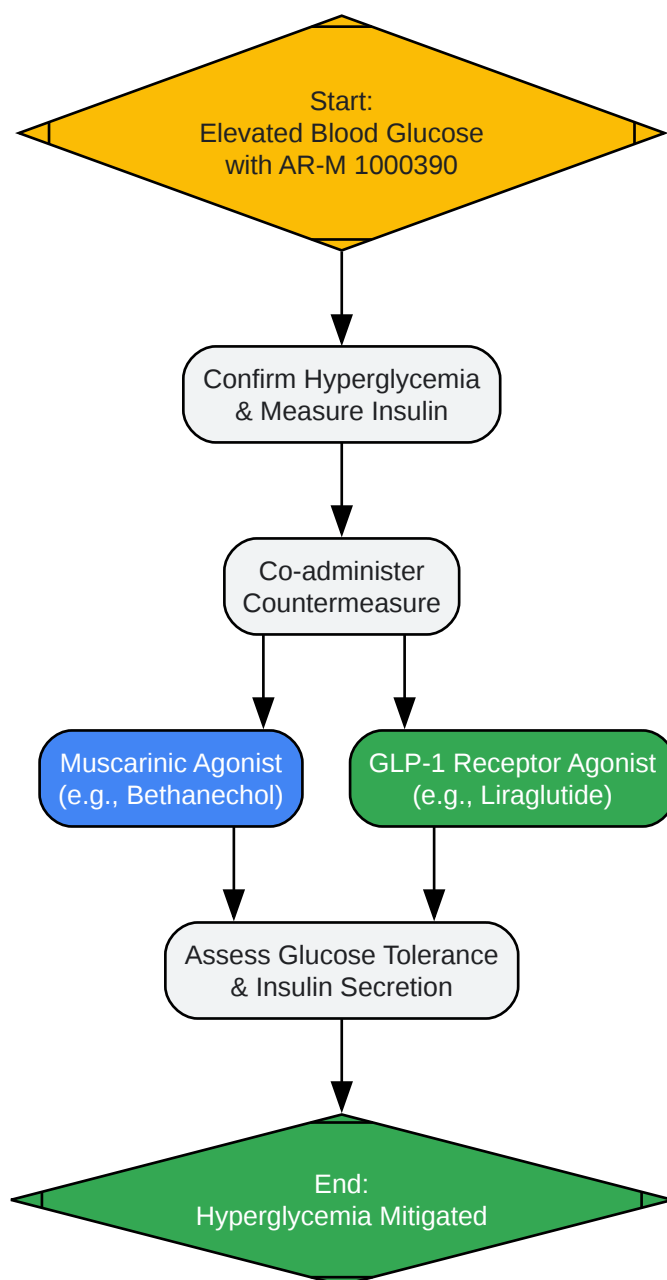 Start:
Elevated Blood Glucose
with AR-M 1000390
Confirm Hyperglycemia
& Measure Insulin
Co-administer
Countermeasure
Muscarinic Agonist
(e.g., Bethanechol)
GLP-1 Receptor Agonist
(e.g., Liraglutide)
Assess Glucose Tolerance
& Insulin Secretion
End:
Hyperglycemia Mitigated